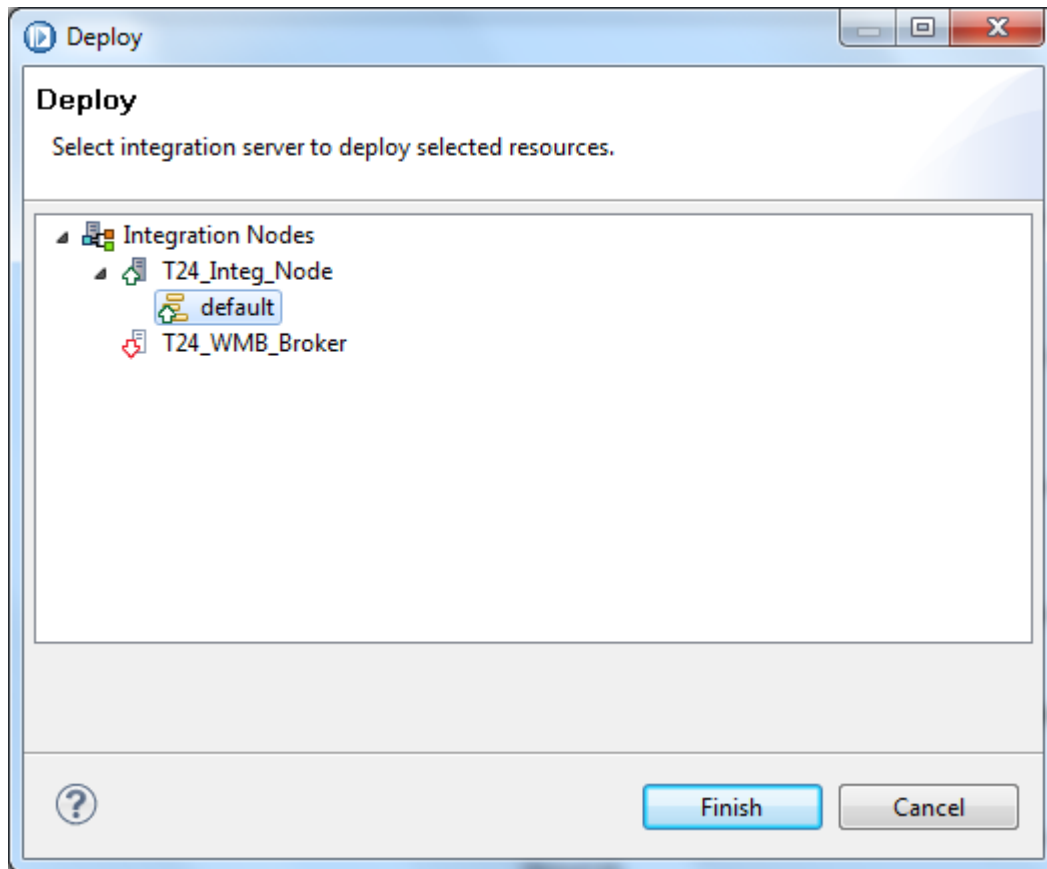 Deploy
Deploy
Select integration server to deploy selected resources.
Integration Nodes
T24_Integ_Node
default
T24_WMB_Broker
Finish
Cancel